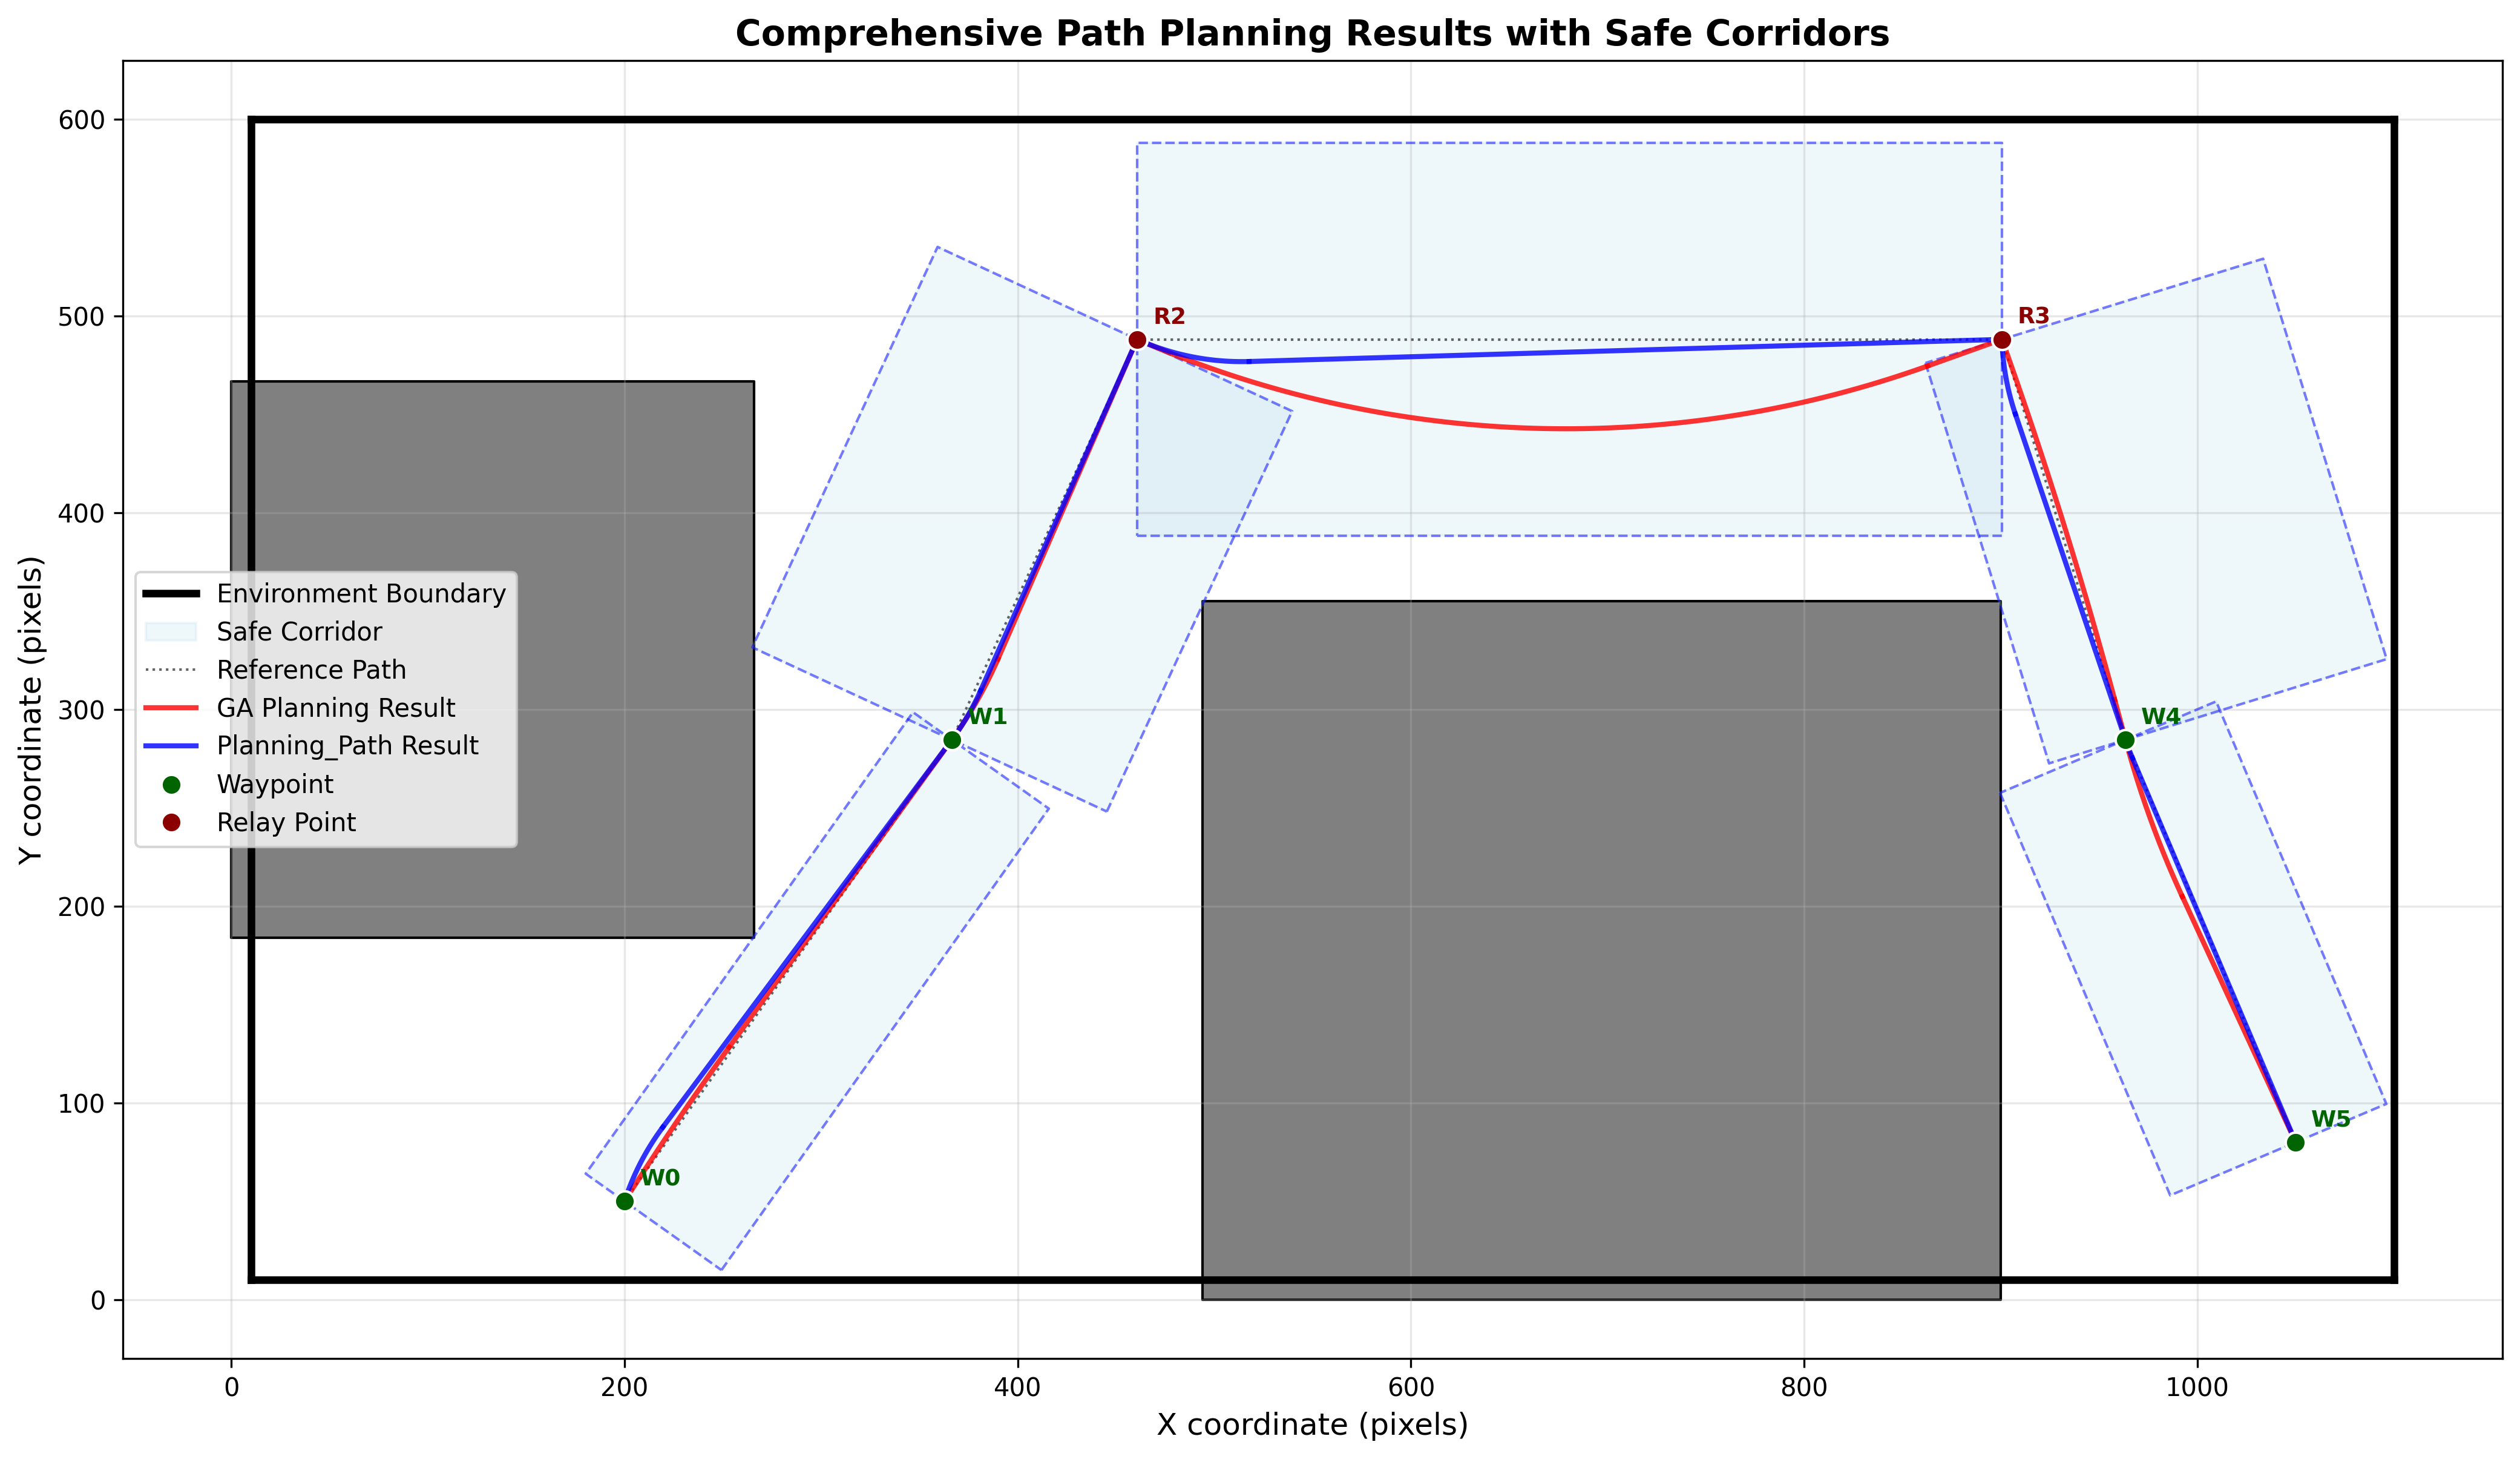 Comprehensive Path Planning Results with Safe Corridors
Y coordinate (pixels)
600
500
400
300
200
100
0
R2
R3
W1
W4
W0
W5
Environment Boundary
Safe Corridor
Reference Path
GA Planning Result
Planning_Path Result
Waypoint
Relay Point
0
200
400
600
800
1000
X coordinate (pixels)